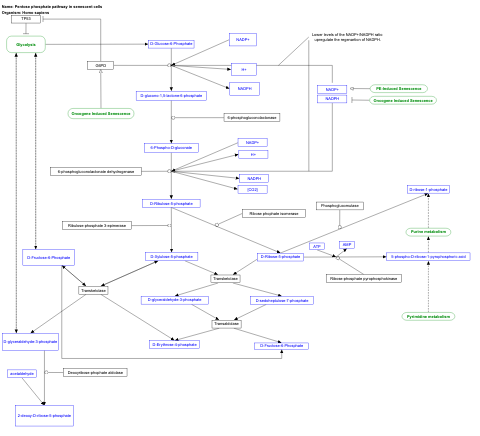 Name: Pentose phosphate pathway in senescent cells
Organism: Homo sapiens
TP53
Glycolysis
D-Glucose 6-Phosphate
NADP+
Lower levels of the NADP/NADPH ratio
upregulate the regeneration of NADPH.
G6PD
H+
NADPH
NADP+
NADPH
PE-Induced Senescence
Oncogene Induced Senescence
D-glucono-1,5-lactone 6-phosphate
Oncogene Induced Senescence
6-phosphogluconolactonase
6-Phospho-D-gluconate
NADP+
H+
6-phosphogluconolactonate dehydrogenase
NADPH
[CO2]
D-ribose-1-phosphate
D-Ribulose-5-phosphate
Phosphoglucomutase
Ribose phosphate isomerase
Ribulose phosphate 3-epimerase
Purine metabolism
ATP
AMP
D-Fructose-6-Phosphate
D-Xylulose-5-phosphate
D-Ribose-5-phosphate
5-phospho-D-ribose-1-pyrophosphoric acid
Transketolase
Ribose-phosphate pyrophosphokinase
Transketolase
D-glyceraldehyde-3-phosphate
D-sedoheptulose-7-phosphate
Pyrimidine metabolism
Transaldolase
D-glyceraldehyde-3-phosphate
D-Erythrose-4-phosphate
D-Fructose-6-Phosphate
acetaldehyde
Deoxyribose-phosphate aldolase
2-deoxy-D-ribose-5-phosphate